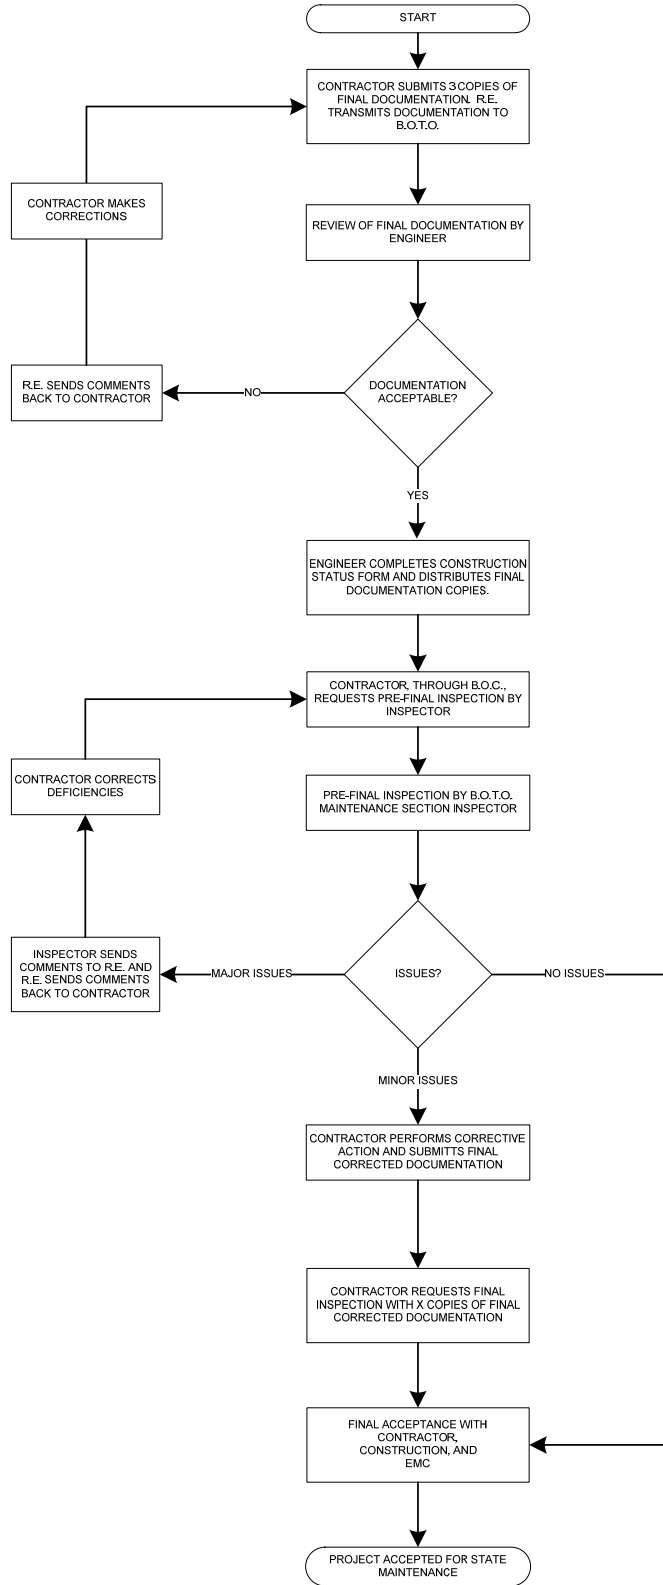 START
CONTRACTOR SUBMITS 3 COPIES OF
FINAL DOCUMENTATION. R.E.
TRANSMITS DOCUMENTATION TO
B.O.T.O.
CONTRACTOR MAKES
CORRECTIONS
REVIEW OF FINAL DOCUMENTATION BY
ENGINEER
R.E. SENDS COMMENTS
BACK TO CONTRACTOR
NO
DOCUMENTATION
ACCEPTABLE?
YES
ENGINEER COMPLETES CONSTRUCTION
STATUS FORM AND DISTRIBUTES FINAL
DOCUMENTATION COPIES.
CONTRACTOR, THROUGH B.O.C.,
REQUESTS PRE-FINAL INSPECTION BY
INSPECTOR
CONTRACTOR CORRECTS
DEFICIENCIES
PRE-FINAL INSPECTION BY B.O.T.O.
MAINTENANCE SECTION INSPECTOR
INSPECTOR SENDS
COMMENTS TO R.E. AND
R.E. SENDS COMMENTS
BACK TO CONTRACTOR
MAJOR ISSUES
ISSUES?
NO ISSUES
MINOR ISSUES
CONTRACTOR PERFORMS CORRECTIVE
ACTION AND SUBMITTS FINAL
CORRECTED DOCUMENTATION
CONTRACTOR REQUESTS FINAL
INSPECTION WITH X COPIES OF FINAL
CORRECTED DOCUMENTATION
FINAL ACCEPTANCE WITH
CONTRACTOR,
CONSTRUCTION, AND
EMC
PROJECT ACCEPTED FOR STATE
MAINTENANCE